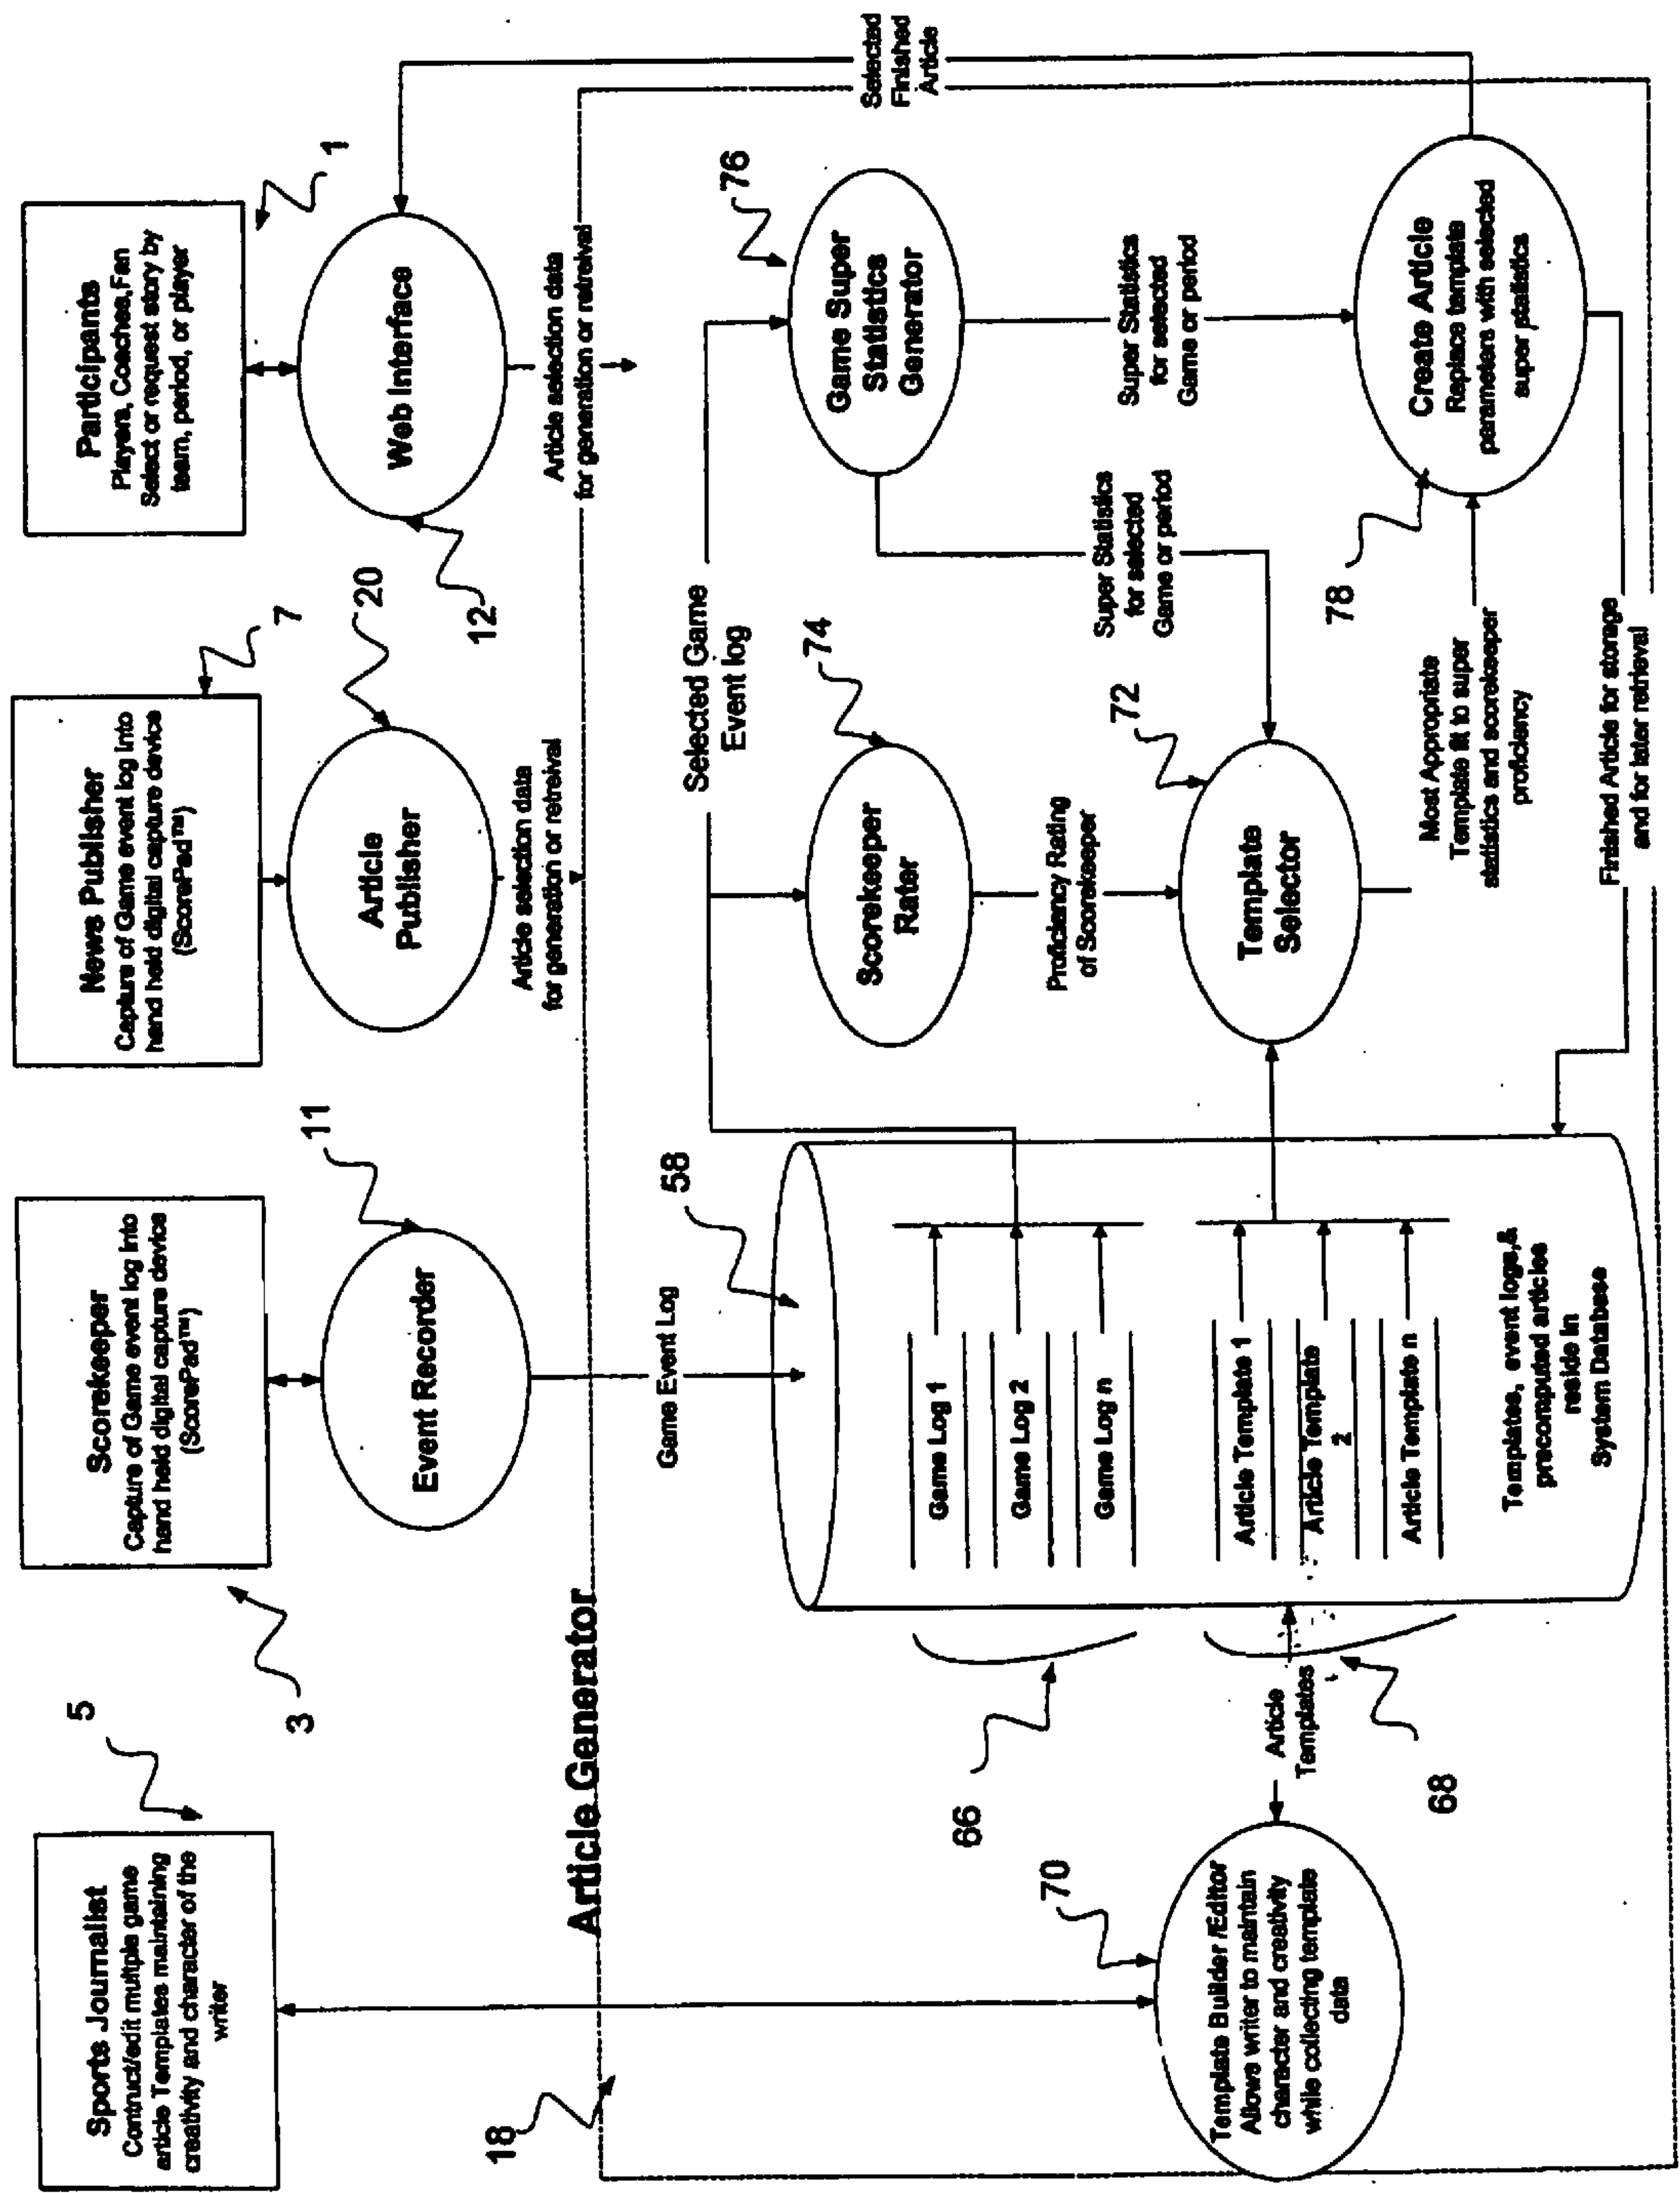 Sports Journalist
Contruct/edit multiple game
article Templates maintaining
creativity and character of the
writer
5
Scorekeeper
Capture of Game event log into
hand held digital capture device
(ScorePad™)
3
News Publisher
Capture of Game event log into
hand held digital capture device
(ScorePad™)
7
Participants
Players, Coaches,Fan
Select or request story by
team, period, or player
1
Event Recorder
11
Article
Publisher
20
Web Interface
12
Article selection data
for generation or retreival
Article selection data
for generation or retreival
Article Generator
18
Game Event Log
58
Selected Game
Event log
Selected
Finished
Article
Scorekeeper
Rater
74
Game Super
Statistics
Generator
76
Game Log 1
Game Log 2
Game Log n
66
Proficiency Rating
of Scorekeeper
Super Statistics
for selected
Game or period
Super Statistics
for selected
Game or period
Template Builder /Editor
Allows writer to maintain
character and creativity
while collecting template
data
70
Article
Templates
68
Article Template 1
Article Template
2
Article Template n
Template
Selector
72
Templates, event logs,&
precomputed articles
reside in
System Database
Most Appropriate
Template fit to super
statistics and scorekeeper
proficiency
Create Article
Replace template
parameters with selected
super statistics
78
Finished Article for storage
and for later retrieval